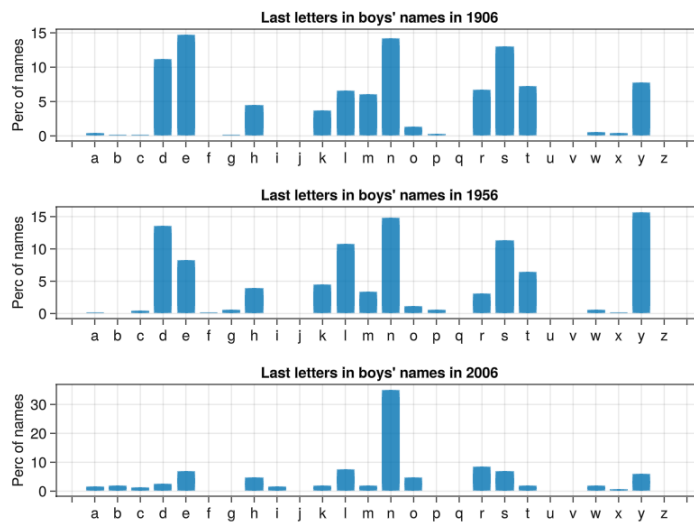 Last letters in boys' names in 1906
Perc of names
15
10
5
0
a b c d e f g h i j k l m n o p q r s t u v w x y z
Last letters in boys' names in 1956
Perc of names
15
10
5
0
a b c d e f g h i j k l m n o p q r s t u v w x y z
Last letters in boys' names in 2006
Perc of names
30
20
10
0
a b c d e f g h i j k l m n o p q r s t u v w x y z